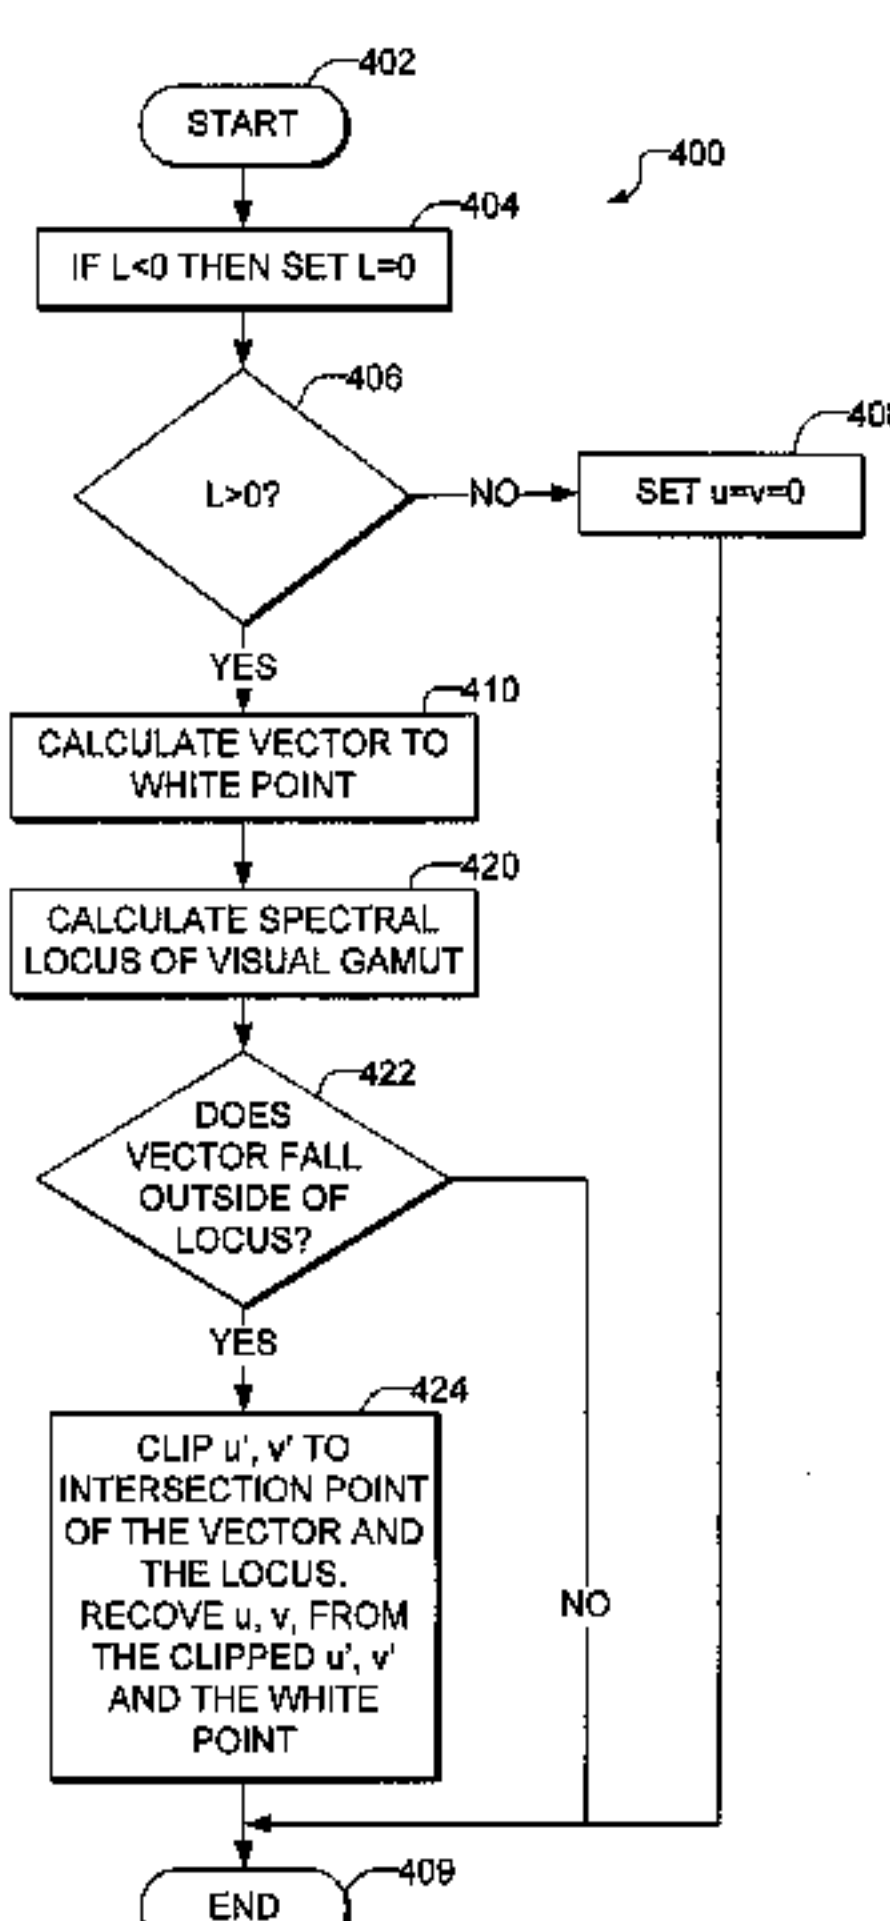 402
START
400
404
IF L<0 THEN SET L=0
406
L>0?
NO
SET u=v=0
YES
410
CALCULATE VECTOR TO
WHITE POINT
420
CALCULATE SPECTRAL
LOCUS OF VISUAL GAMUT
422
DOES
VECTOR FALL
OUTSIDE OF
LOCUS?
YES
424
CLIP u', v' TO
INTERSECTION POINT
OF THE VECTOR AND
THE LOCUS.
RECOVE u, v, FROM
THE CLIPPED u', v'
AND THE WHITE
POINT
NO
409
END